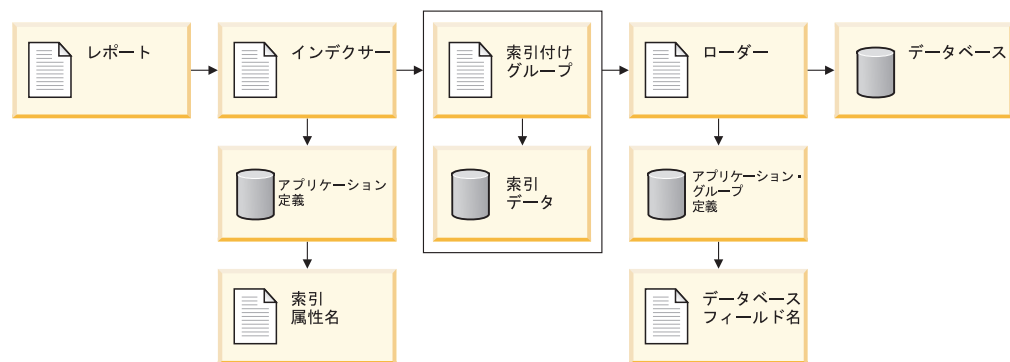 レポート
インデクサー
索引付け
グループ
ローダー
データベース
アプリケーション
定義
索引
データ
アプリケーション・
グループ
定義
索引
属性名
データベース
フィールド名